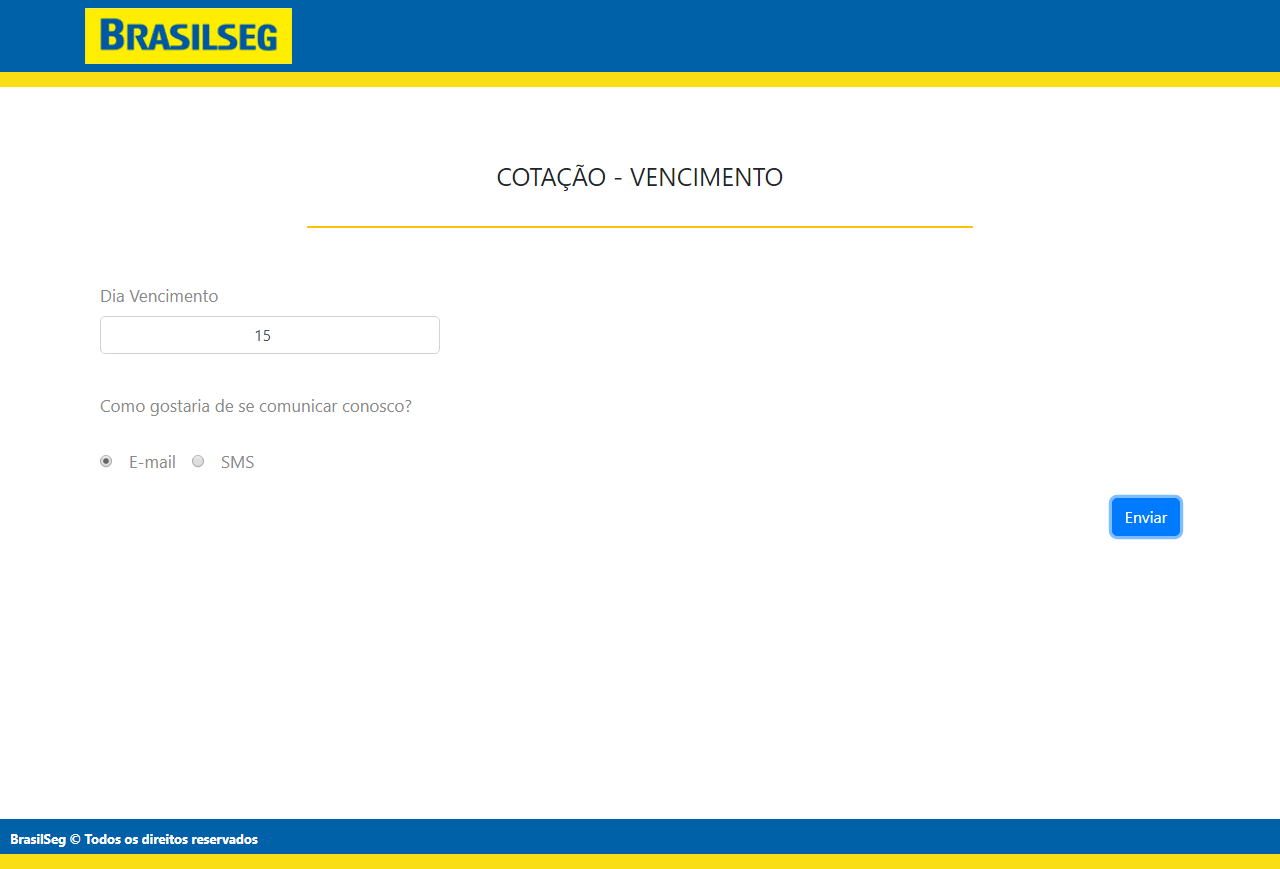 BRASILSEG
COTAÇÃO - VENCIMENTO
Dia Vencimento
15
Como gostaria de se comunicar conosco?
E-mail SMS
Enviar
BrasilSeg © Todos os direitos reservados